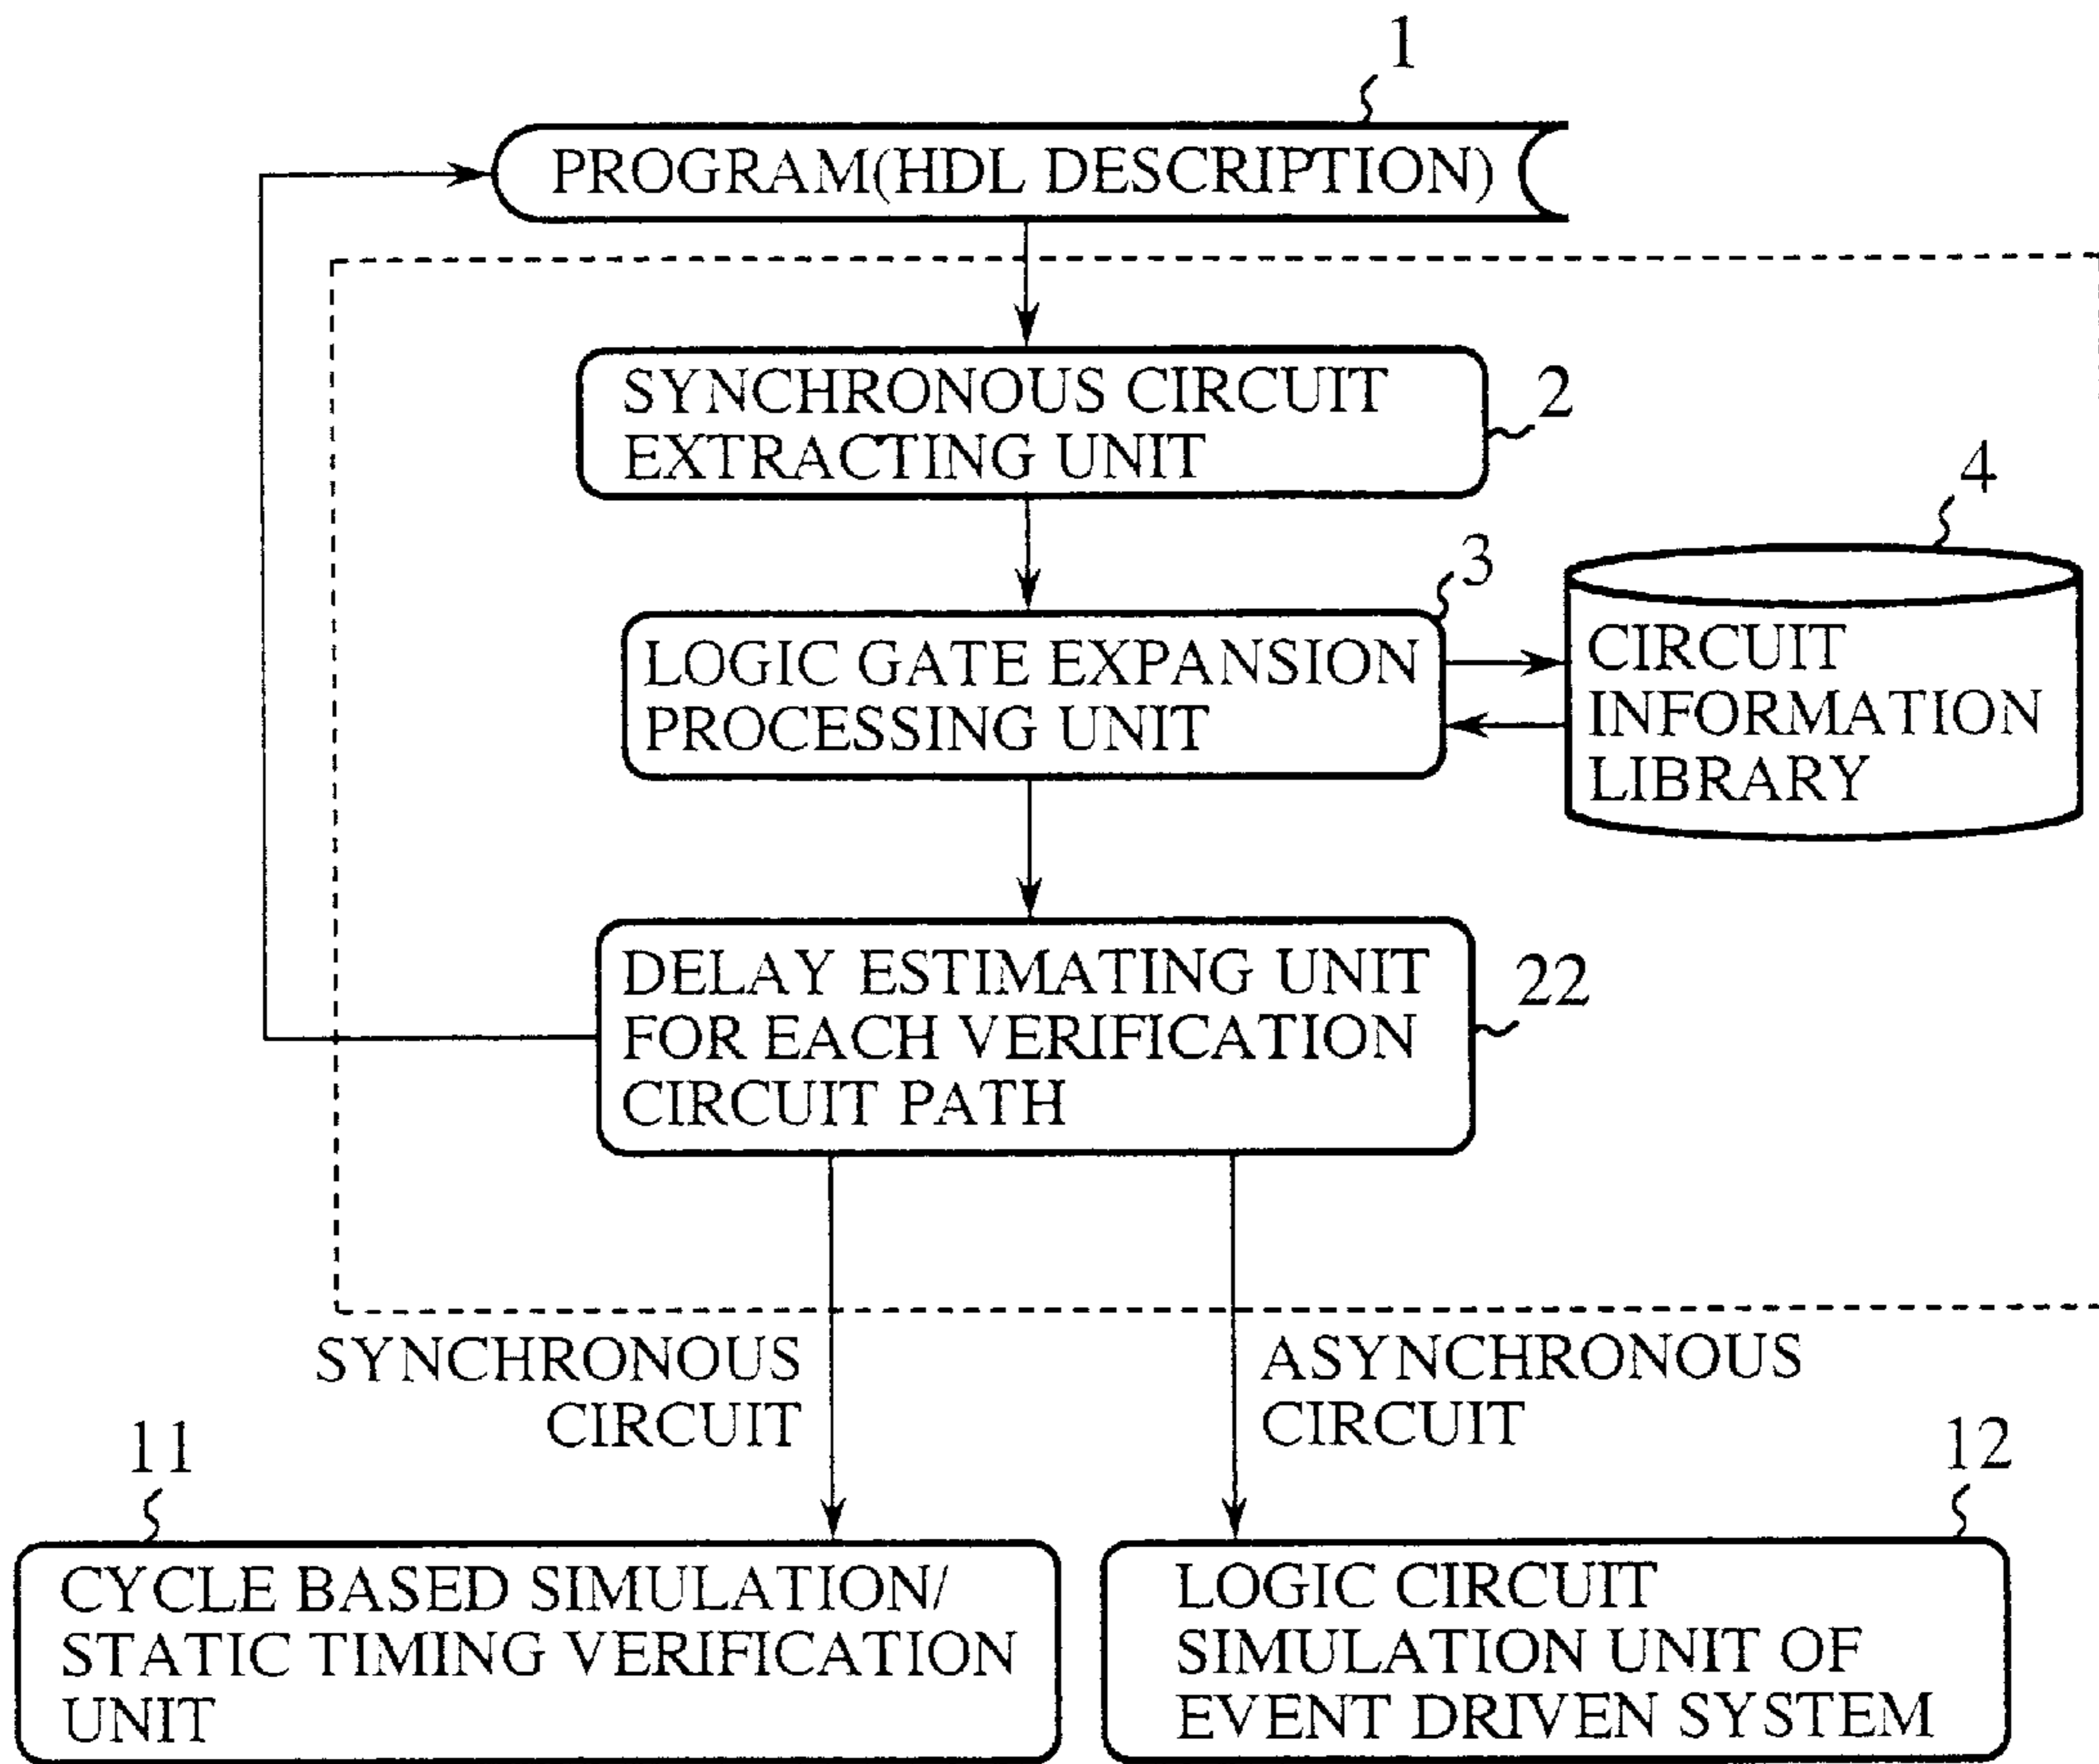 1
PROGRAM(HDL DESCRIPTION)
SYNCHRONOUS CIRCUIT
EXTRACTING UNIT
2
3
LOGIC GATE EXPANSION
PROCESSING UNIT
4
CIRCUIT
INFORMATION
LIBRARY
DELAY ESTIMATING UNIT
FOR EACH VERIFICATION
CIRCUIT PATH
22
SYNCHRONOUS
CIRCUIT
ASYNCHRONOUS
CIRCUIT
11
CYCLE BASED SIMULATION/
STATIC TIMING VERIFICATION
UNIT
12
LOGIC CIRCUIT
SIMULATION UNIT OF
EVENT DRIVEN SYSTEM